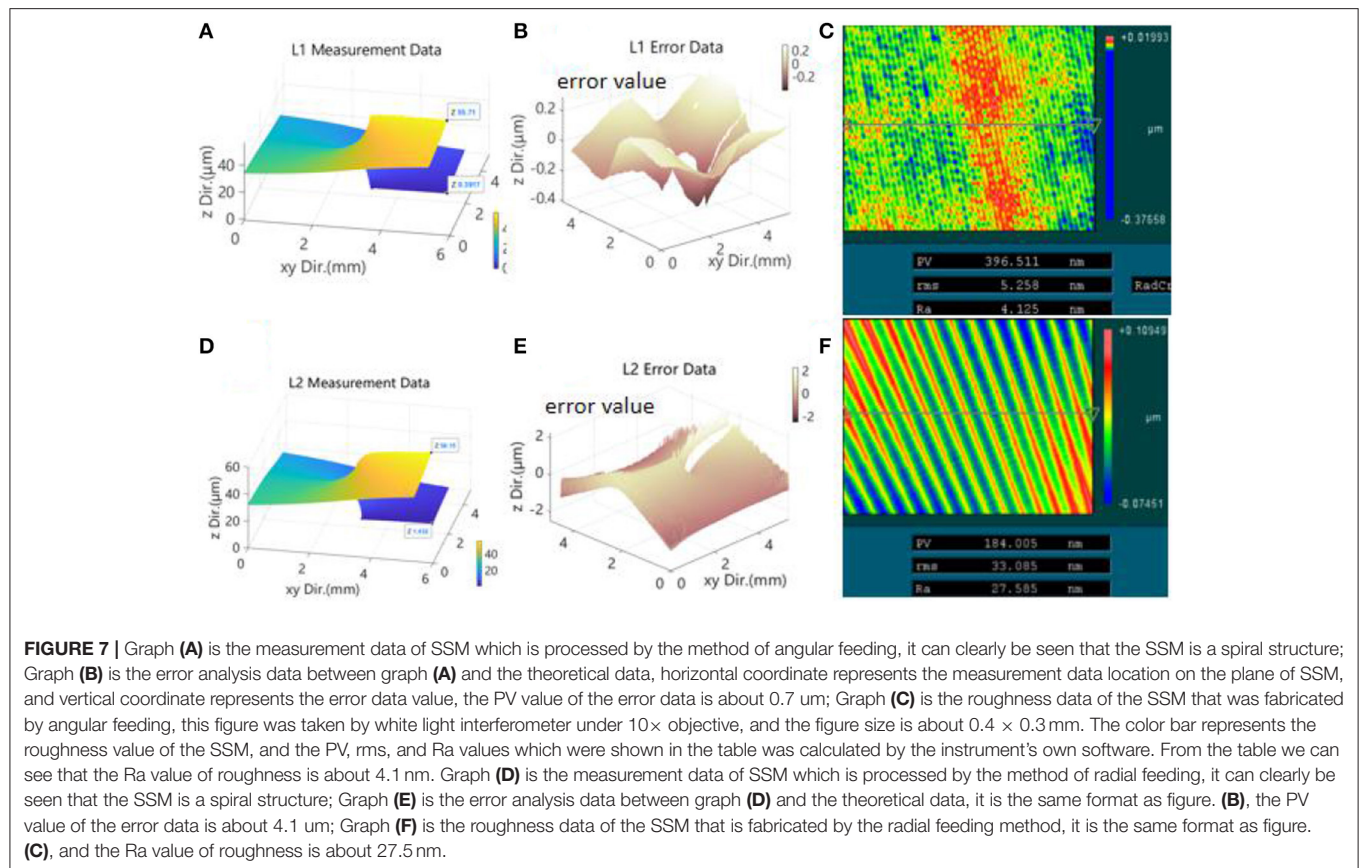 A
L1 Measurement Data
Z 55.71
Z 0.3917
z Dir.(μm)
40
20
0
0
2
4
6
xy Dir.(mm)
0
2
4
B
L1 Error Data
error value
0.2
0
-0.2
z Dir.(μm)
0.2
0
-0.2
-0.4
4
2
0
0
2
4
xy Dir.(mm)
C
+0.01993
μm
-0.37658
PV 396.511 nm
rms 5.258 nm
Ra 4.125 nm
D
L2 Measurement Data
z Dir.(μm)
60
40
20
0
0
2
4
6
xy Dir.(mm)
0
2
4
40
20
E
L2 Error Data
error value
2
0
-2
z Dir.(μm)
2
0
-2
4
2
0
0
2
4
xy Dir.(mm)
F
+0.10949
μm
-0.07451
PV 184.005 nm
rms 33.085 nm
Ra 27.585 nm
FIGURE 7 | Graph (A) is the measurement data of SSM which is processed by the method of angular feeding, it can clearly be seen that the SSM is a spiral structure;
Graph (B) is the error analysis data between graph (A) and the theoretical data, horizontal coordinate represents the measurement data location on the plane of SSM,
and vertical coordinate represents the error data value, the PV value of the error data is about 0.7 um; Graph (C) is the roughness data of the SSM that was fabricated
by angular feeding, this figure was taken by white light interferometer under 10× objective, and the figure size is about 0.4 × 0.3 mm. The color bar represents the
roughness value of the SSM, and the PV, rms, and Ra values which were shown in the table was calculated by the instrument's own software. From the table we can
see that the Ra value of roughness is about 4.1 nm. Graph (D) is the measurement data of SSM which is processed by the method of radial feeding, it can clearly be
seen that the SSM is a spiral structure; Graph (E) is the error analysis data between graph (D) and the theoretical data, it is the same format as figure. (B), the PV
value of the error data is about 4.1 um; Graph (F) is the roughness data of the SSM that is fabricated by the radial feeding method, it is the same format as figure.
(C), and the Ra value of roughness is about 27.5 nm.